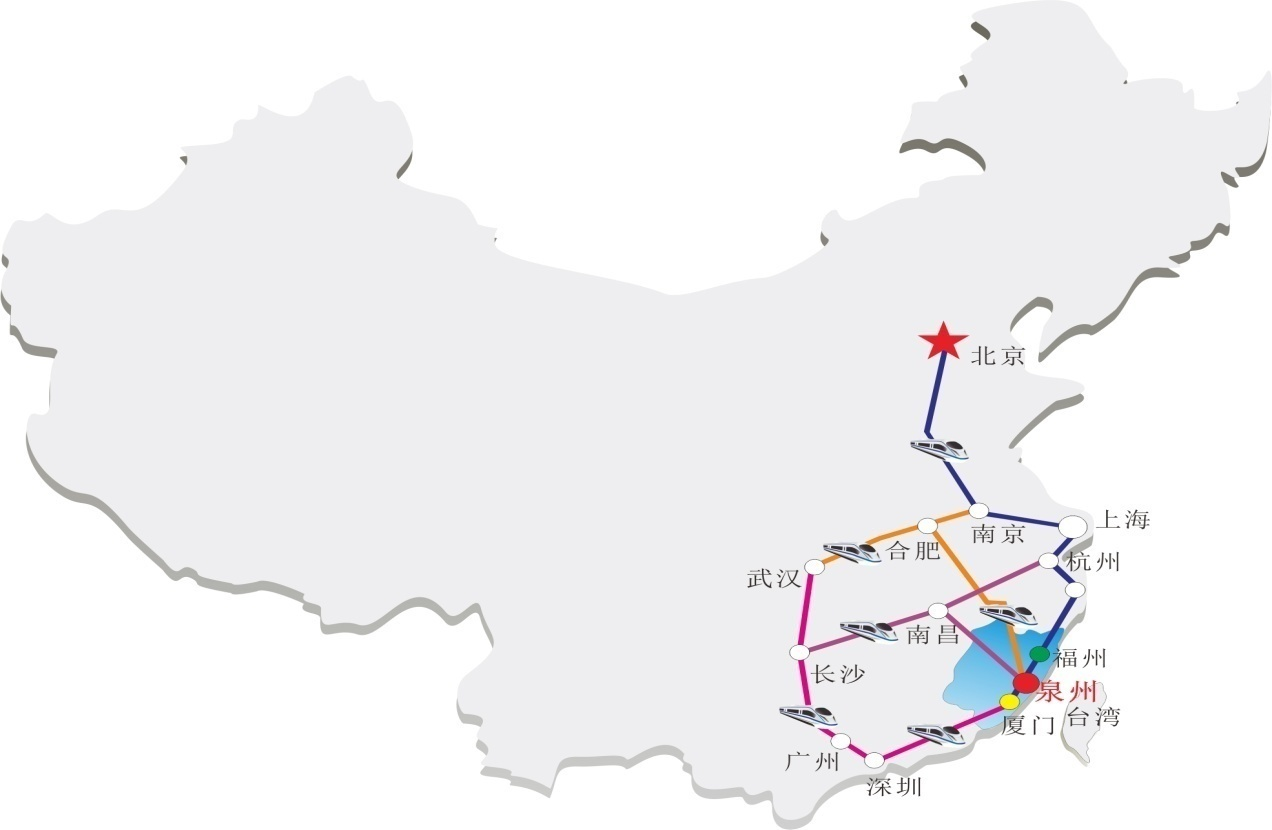 北京
上海
南京
合肥
杭州
武汉
南昌
福州
长沙
泉州
台湾
厦门
广州
深圳